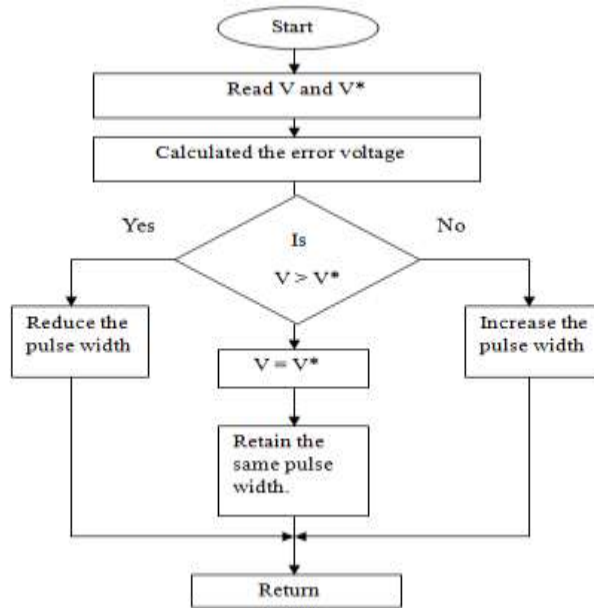 Start
Read V and V*
Calculated the error voltage
Yes
No
Is
V > V*
Reduce the
pulse width
Increase the
pulse width
V = V*
Retain the
same pulse
width.
Return